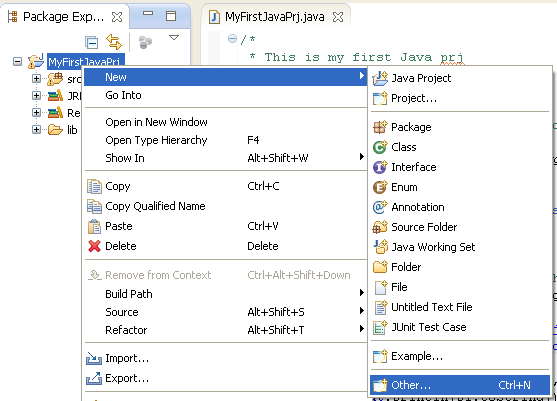 Package Exp
MyFirstJavaPrj.java
/*
* This is my first Java prj
MyFirstJavaPrj
src
JRE
Re
lib
New
Go Into
Open in New Window
Open Type Hierarchy F4
Show In Alt+Shift+W
Copy Ctrl+C
Copy Qualified Name
Paste Ctrl+V
Delete Delete
Remove from Context Ctrl+Alt+Shift+Down
Build Path
Source Alt+Shift+S
Refactor Alt+Shift+T
Import...
Export...
Java Project
Project...
Package
Class
Interface
Enum
Annotation
Source Folder
Java Working Set
Folder
File
Untitled Text File
JUnit Test Case
Example...
Other... Ctrl+N